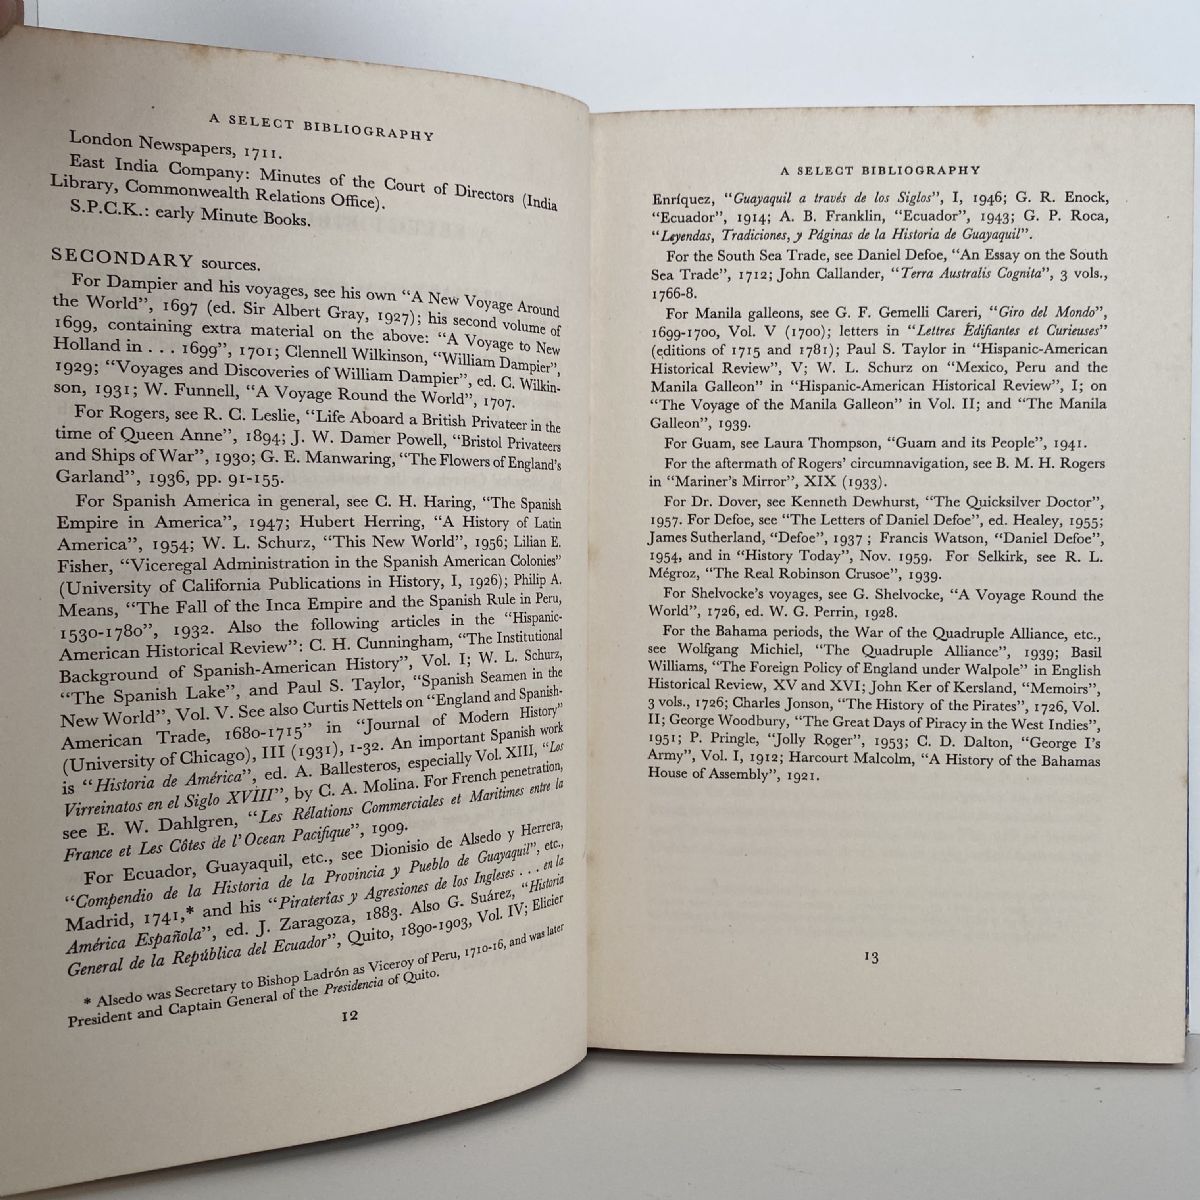 A SELECT BIBLIOGRAPHY
London Newspapers, 1711.
East India Company: Minutes of the Court of Directors (India
Library, Commonwealth Relations Office).
S.P.C.K.: early Minute Books.
SECONDARY sources.
For Dampier and his voyages, see his own "A New Voyage Around
the World", 1697 (ed. Sir Albert Gray, 1927); his second volume of
1699, containing extra material on the above: "A Voyage to New
Holland in . . . 1699", 1701; Clennell Wilkinson, "William Dampier",
1929; "Voyages and Discoveries of William Dampier", ed. C. Wilkin-
son, 1931; W. Funnell, "A Voyage Round the World", 1707.
For Rogers, see R. C. Leslie, "Life Aboard a British Privateer in the
time of Queen Anne", 1894; J. W. Damer Powell, "Bristol Privateers
and Ships of War", 1930; G. E. Manwaring, "The Flowers of England's
Garland", 1936, pp. 91-155.
For Spanish America in general, see C. H. Haring, "The Spanish
Empire in America", 1947; Hubert Herring, "A History of Latin
America", 1954; W. L. Schurz, "This New World", 1956; Lilian E.
Fisher, "Viceregal Administration in the Spanish American Colonies"
(University of California Publications in History, I, 1926); Philip A.
Means, "The Fall of the Inca Empire and the Spanish Rule in Peru,
1530-1780", 1932. Also the following articles in the "Hispanic-
American Historical Review": C. H. Cunningham, "The Institutional
Background of Spanish-American History", Vol. I; W. L. Schurz,
"The Spanish Lake", and Paul S. Taylor, "Spanish Seamen in the
New World", Vol. V. See also Curtis Nettels on "England and Spanish-
American Trade, 1680-1715" in "Journal of Modern History"
(University of Chicago), III (1931), 1-32. An important Spanish work
is "Historia de América", ed. A. Ballesteros, especially Vol. XIII, "Los
Virreinatos en el Siglo XVIII", by C. A. Molina. For French penetration,
see E. W. Dahlgren, "Les Rélations Commerciales et Maritimes entre la
France et Les Côtes de l'Ocean Pacifique", 1909.
For Ecuador, Guayaquil, etc., see Dionisio de Alsedo y Herrera,
"Compendio de la Historia de la Provincia y Pueblo de Guayaquil", etc.,
Madrid, 1741,* and his "Piraterías y Agresiones de los Ingleses . . . en la
América Española", ed. J. Zaragoza, 1883. Also G. Suárez, "Historia
General de la República del Ecuador", Quito, 1890-1903, Vol. IV; Elicier
* Alsedo was Secretary to Bishop Ladrón as Viceroy of Peru, 1710-16, and was later
President and Captain General of the Presidencia of Quito.
12
A SELECT BIBLIOGRAPHY
Enríquez, "Guayaquil a través de los Siglos", I, 1946; G. R. Enock,
"Ecuador", 1914; A. B. Franklin, "Ecuador", 1943; G. P. Roca,
"Leyendas, Tradiciones, y Páginas de la Historia de Guayaquil".
For the South Sea Trade, see Daniel Defoe, "An Essay on the South
Sea Trade", 1712; John Callander, "Terra Australis Cognita", 3 vols.,
1766-8.
For Manila galleons, see G. F. Gemelli Careri, "Giro del Mondo",
1699-1700, Vol. V (1700); letters in "Lettres Édifiantes et Curieuses"
(editions of 1715 and 1781); Paul S. Taylor in "Hispanic-American
Historical Review", V; W. L. Schurz on "Mexico, Peru and the
Manila Galleon" in "Hispanic-American Historical Review", I; on
"The Voyage of the Manila Galleon" in Vol. II; and "The Manila
Galleon", 1939.
For Guam, see Laura Thompson, "Guam and its People", 1941.
For the aftermath of Rogers' circumnavigation, see B. M. H. Rogers
in "Mariner's Mirror", XIX (1933).
For Dr. Dover, see Kenneth Dewhurst, "The Quicksilver Doctor",
1957. For Defoe, see "The Letters of Daniel Defoe", ed. Healey, 1955;
James Sutherland, "Defoe", 1937 ; Francis Watson, "Daniel Defoe",
1954, and in "History Today", Nov. 1959. For Selkirk, see R. L.
Mégroz, "The Real Robinson Crusoe", 1939.
For Shelvocke's voyages, see G. Shelvocke, "A Voyage Round the
World", 1726, ed. W. G. Perrin, 1928.
For the Bahama periods, the War of the Quadruple Alliance, etc.,
see Wolfgang Michiel, "The Quadruple Alliance", 1939; Basil
Williams, "The Foreign Policy of England under Walpole" in English
Historical Review, XV and XVI; John Ker of Kersland, "Memoirs",
3 vols., 1726; Charles Jonson, "The History of the Pirates", 1726, Vol.
II; George Woodbury, "The Great Days of Piracy in the West Indies",
1951; P. Pringle, "Jolly Roger", 1953; C. D. Dalton, "George I's
Army", Vol. I, 1912; Harcourt Malcolm, "A History of the Bahamas
House of Assembly", 1921.
13